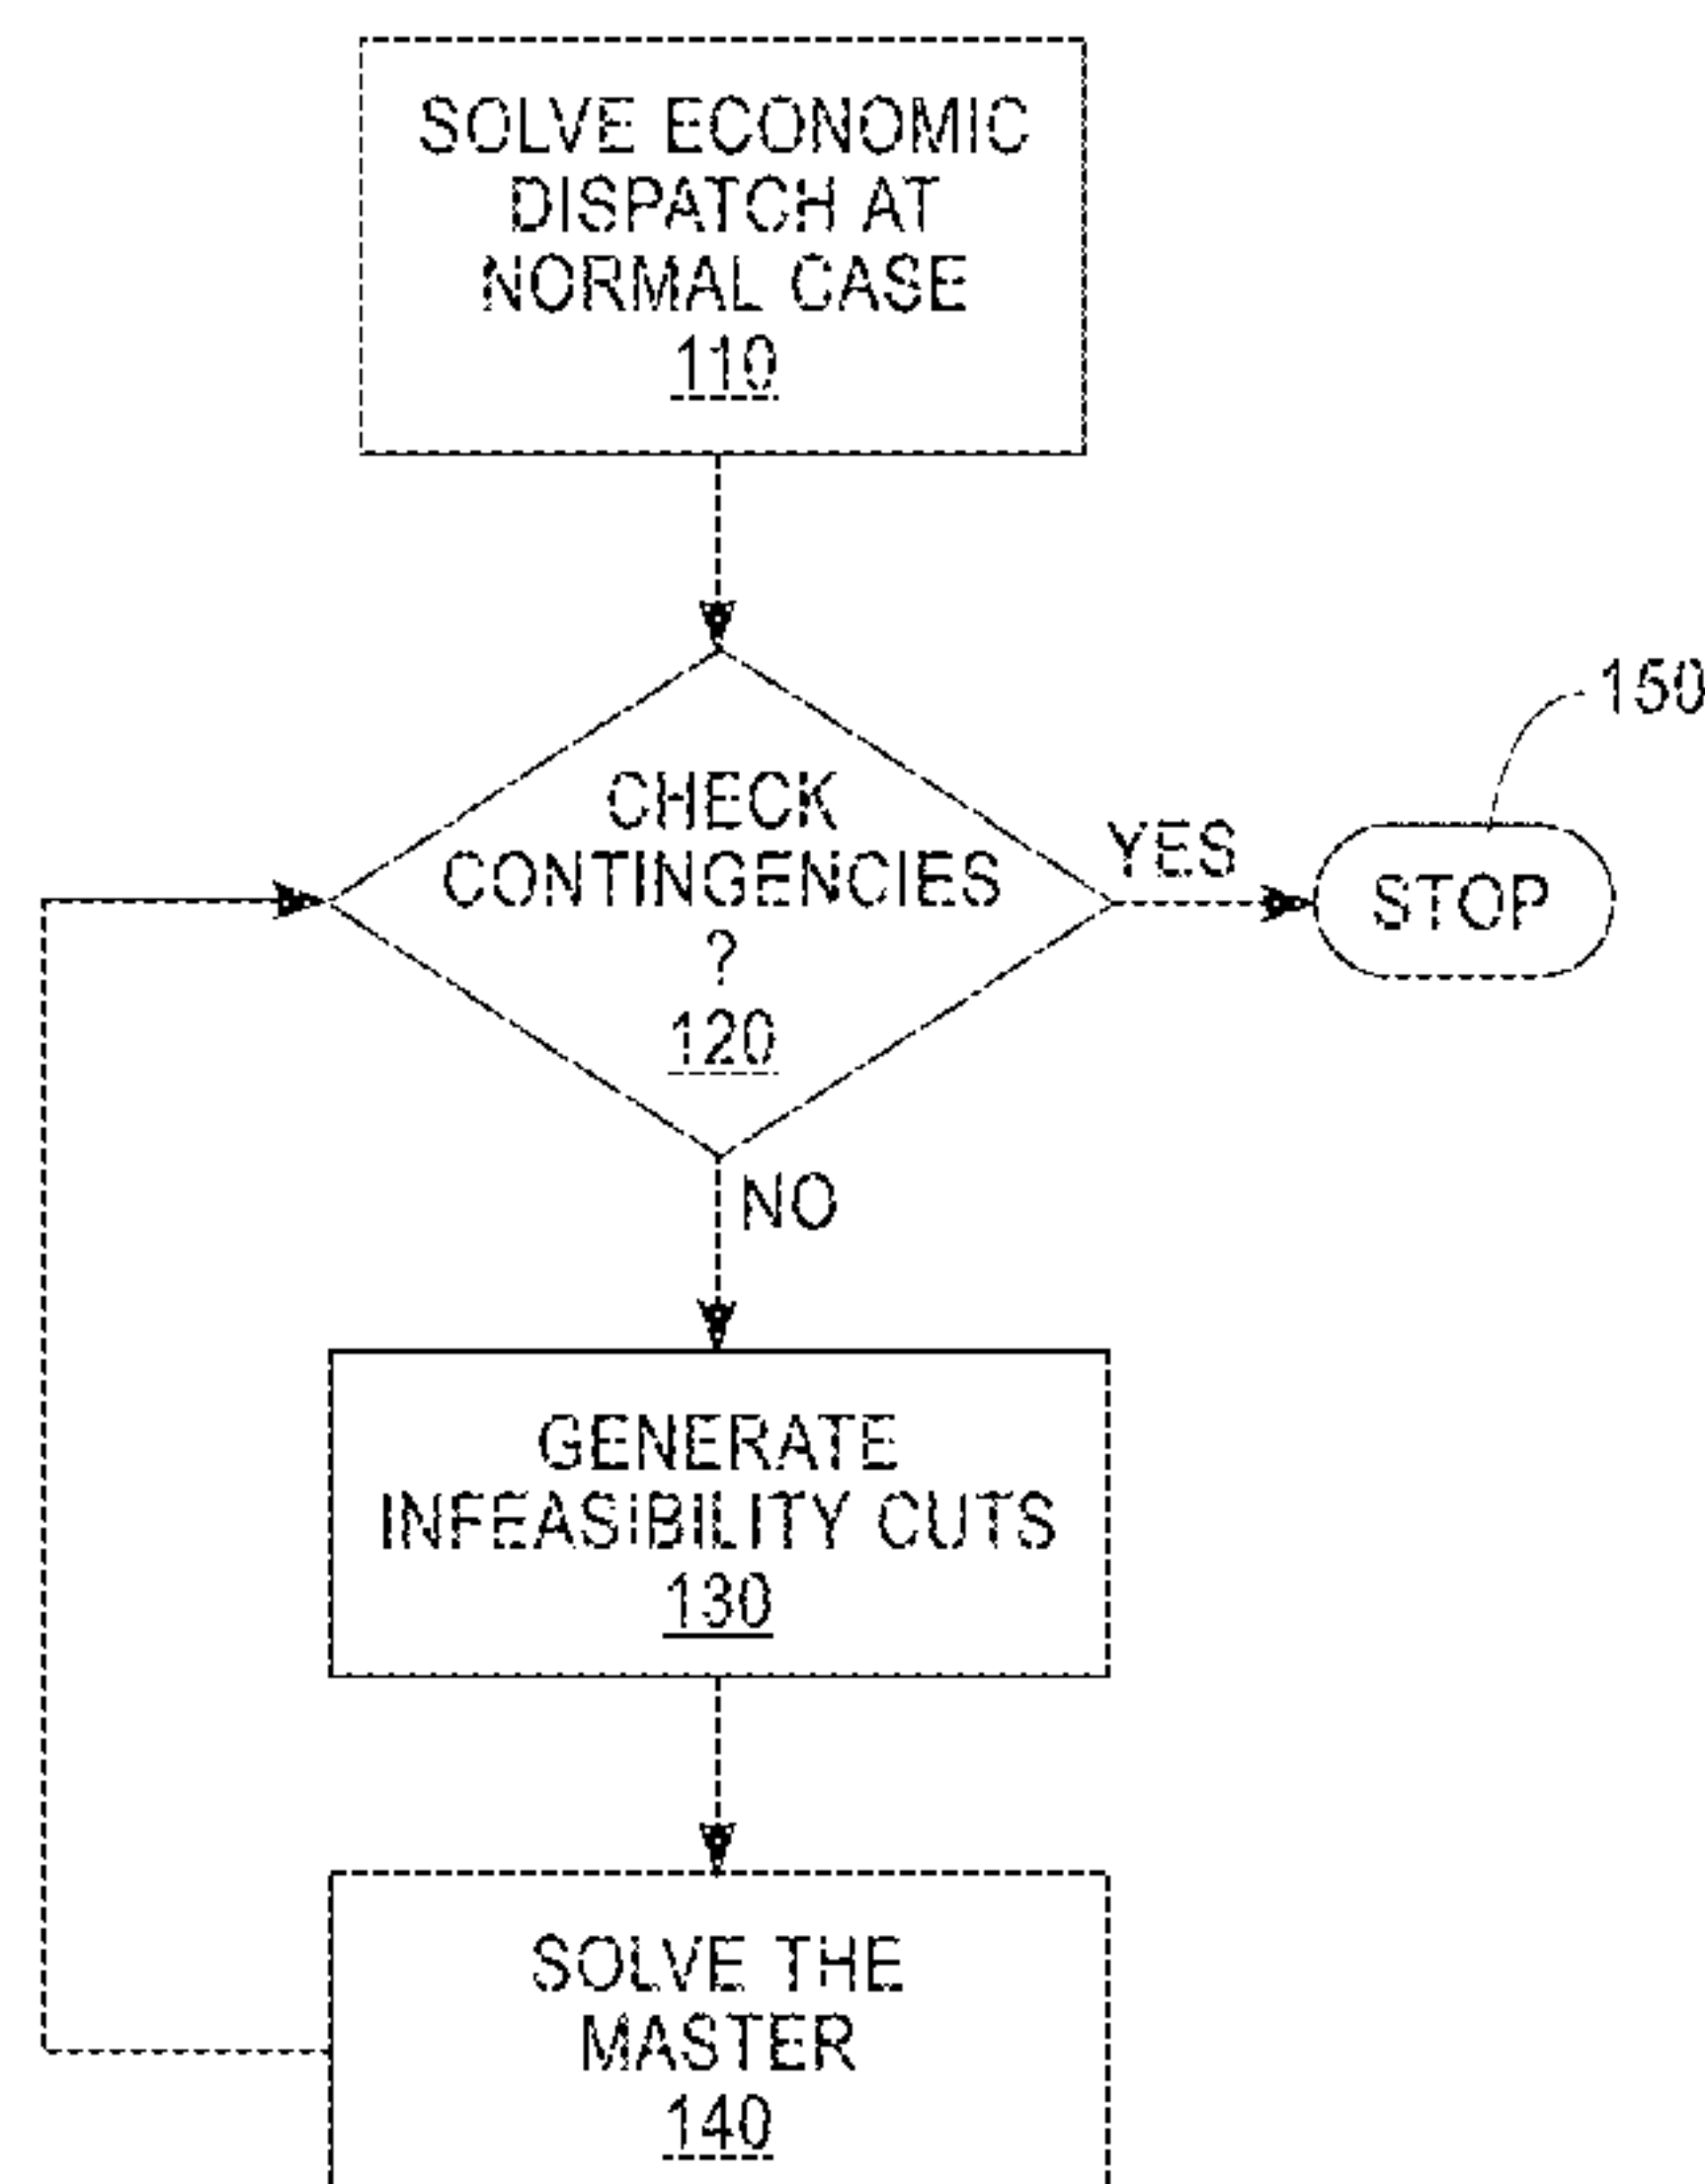 SOLVE ECONOMIC
DISPATCH AT
NORMAL CASE
110
CHECK
CONTINGENCIES
?
120
YES
150
STOP
NO
GENERATE
INFEASIBILITY CUTS
130
SOLVE THE
MASTER
140